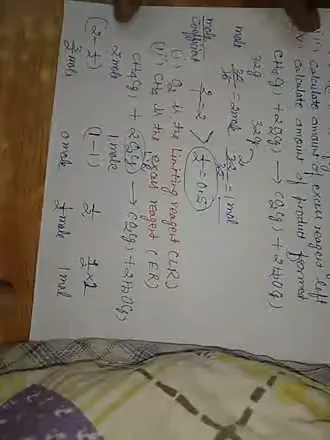 iii) calculate amount of excess reagent left
iv) calculate amount of product formed
CH₄(g) + 2O₂(g) → CO₂(g) + 2H₂O(g)
32g 32g
mole 32/16 = 2mole 32/32 = 1 mol
mole/coefficient 2/1 = 2 > 1/2 = 0.5
(i) O₂ is the limiting reagent (LR)
(ii) CH₄ is the excess reagent (ER)
CH₄(g) + 2O₂(g) → CO₂(g) + 2H₂O(g)
2mole 1mole
(2-1/2) (1-1) 1/2 1/2×2
3/2 mole 0 mole 1/2 mole 1mol